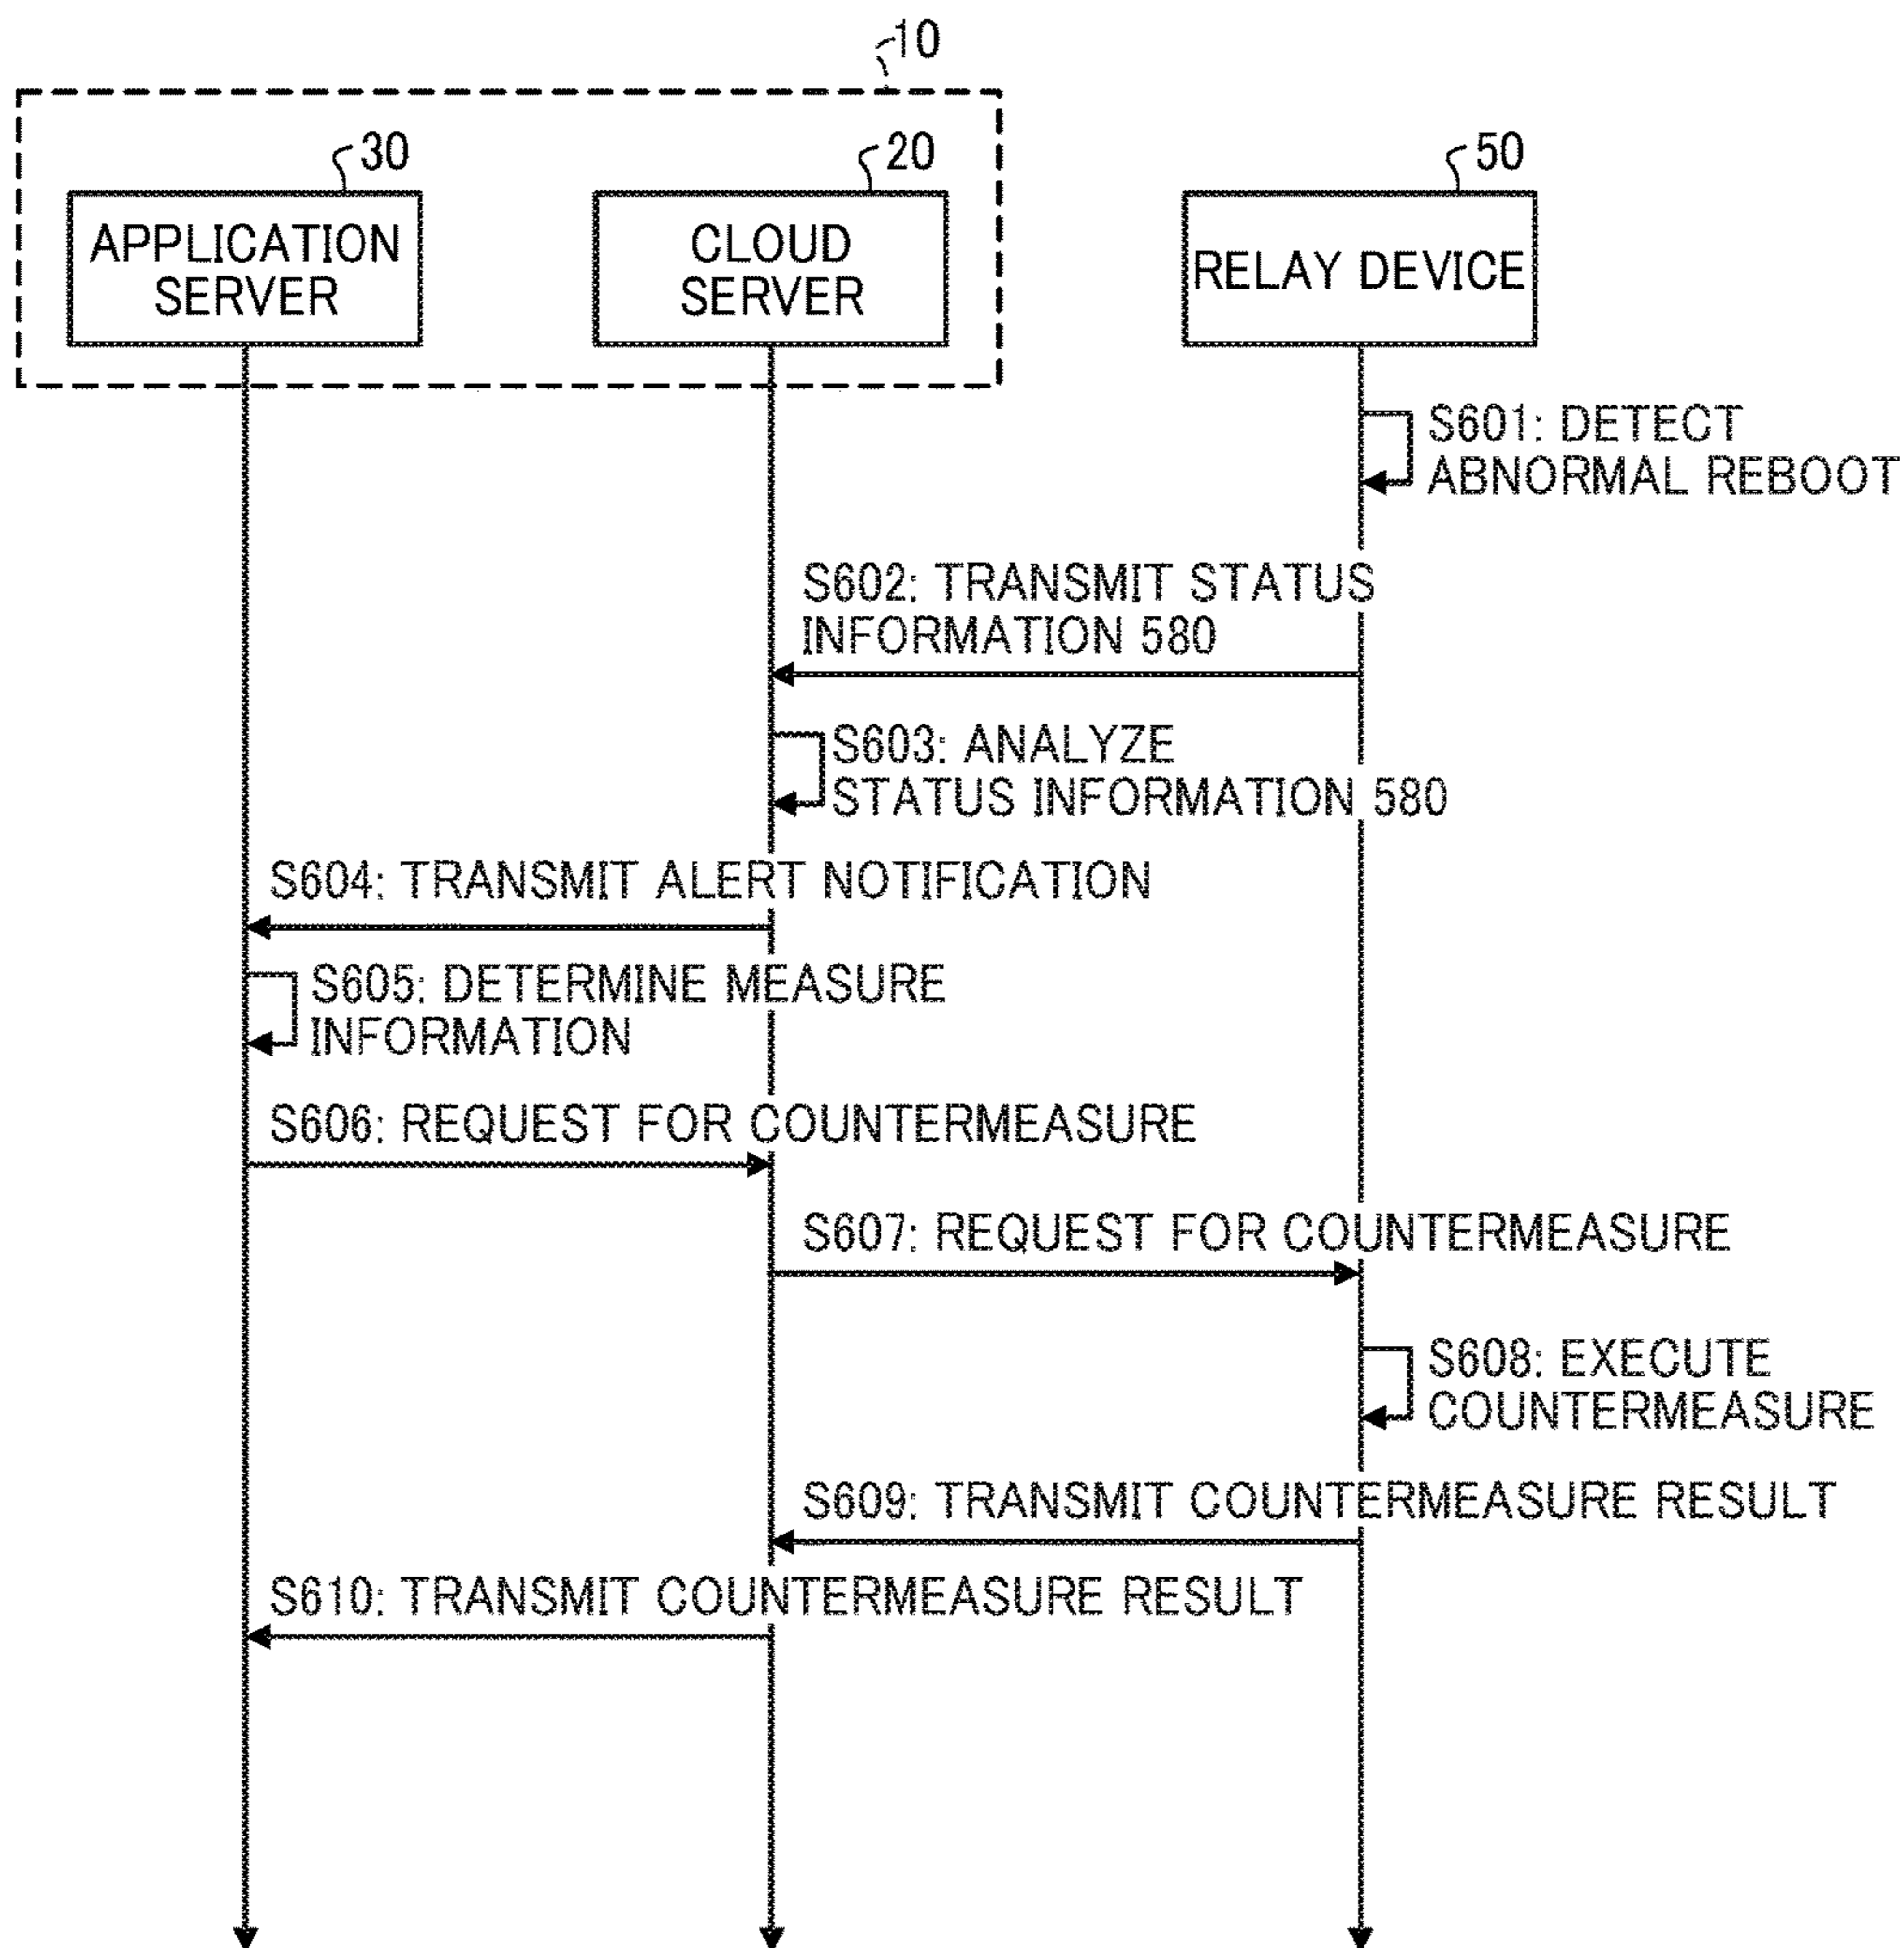 10
30
20
50
APPLICATION
SERVER
CLOUD
SERVER
RELAY DEVICE
S601: DETECT
ABNORMAL REBOOT
S602: TRANSMIT STATUS
INFORMATION 580
S603: ANALYZE
STATUS INFORMATION 580
S604: TRANSMIT ALERT NOTIFICATION
S605: DETERMINE MEASURE
INFORMATION
S606: REQUEST FOR COUNTERMEASURE
S607: REQUEST FOR COUNTERMEASURE
S608: EXECUTE
COUNTERMEASURE
S609: TRANSMIT COUNTERMEASURE RESULT
S610: TRANSMIT COUNTERMEASURE RESULT